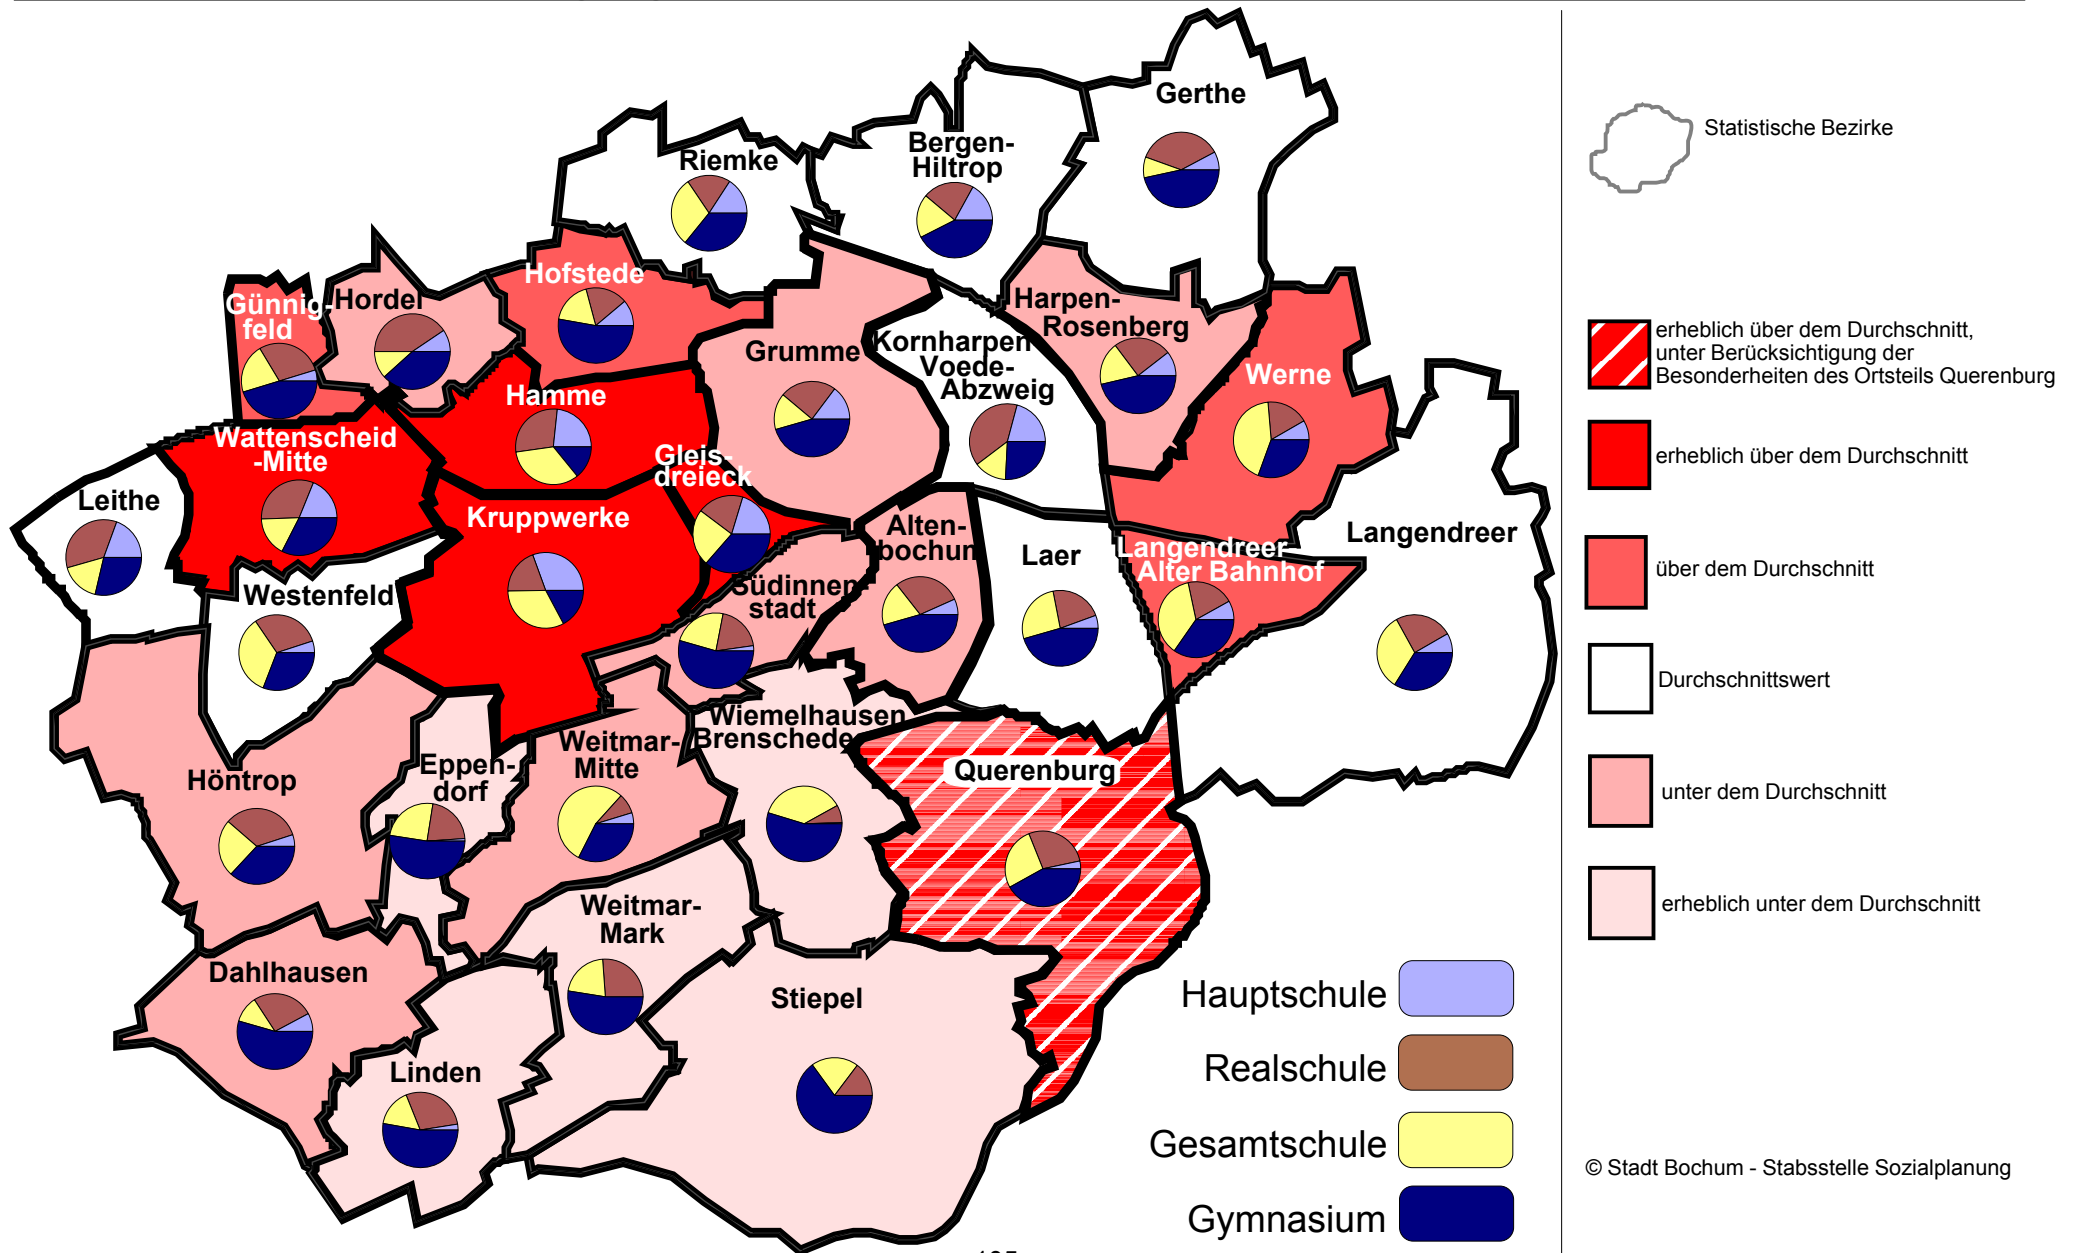 Gerthe
Bergen-
Hiltrop
Riemke
Hofstede
Hordel
Günnig-
feld
Harpen-
Rosenberg
Grumme
Kornharpen
Voede-
Abzweig
Werne
Hamme
Wattenscheid
-Mitte
Gleis-
dreieck
Leithe
Kruppwerke
Alten-
bochum
Laer
Langendreer
Langendreer
Alter Bahnhof
Westenfeld
Südinnen
stadt
Wiemelhausen
Brenschede
Weitmar-
Mitte
Eppen-
dorf
Höntrop
Querenburg
Weitmar-
Mark
Dahlhausen
Stiepel
Linden
Hauptschule
Realschule
Gesamtschule
Gymnasium
Statistische Bezirke
erheblich über dem Durchschnitt,
unter Berücksichtigung der
Besonderheiten des Ortsteils Querenburg
erheblich über dem Durchschnitt
über dem Durchschnitt
Durchschnittswert
unter dem Durchschnitt
erheblich unter dem Durchschnitt
© Stadt Bochum - Stabsstelle Sozialplanung